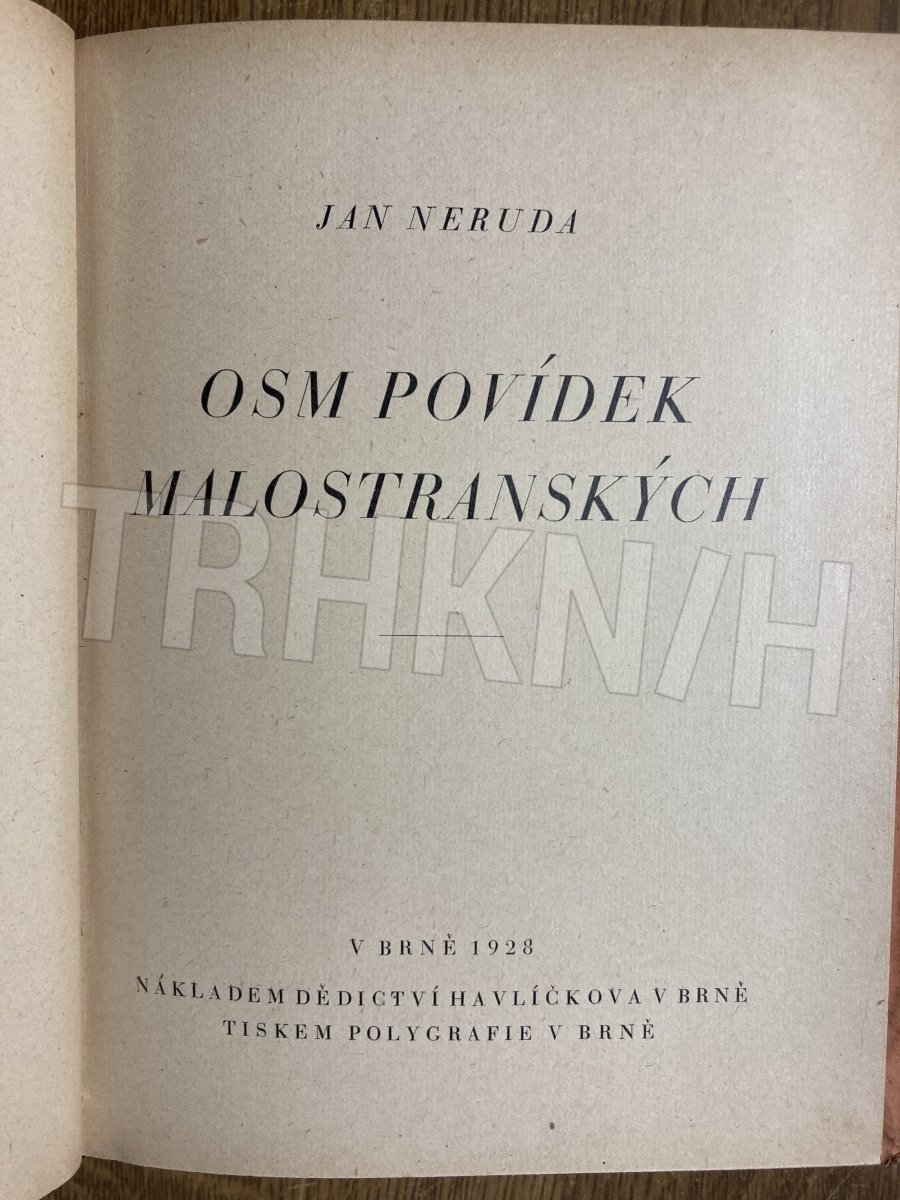 JAN NERUDA
OSM POVÍDEK
MALOSTRANSKÝCH
TRHKNIH
V BRNĚ 1928
NÁKLADEM DĚDICTVÍ HAVLÍČKOVA V BRNĚ
TISKEM POLYGRAFIE V BRNĚ